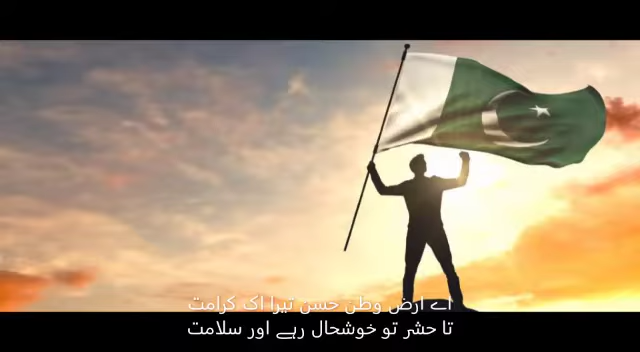 اے ارض وطن حسن تیرا اک کرامت
تا حشر تو خوشحال رہے اور سلامت